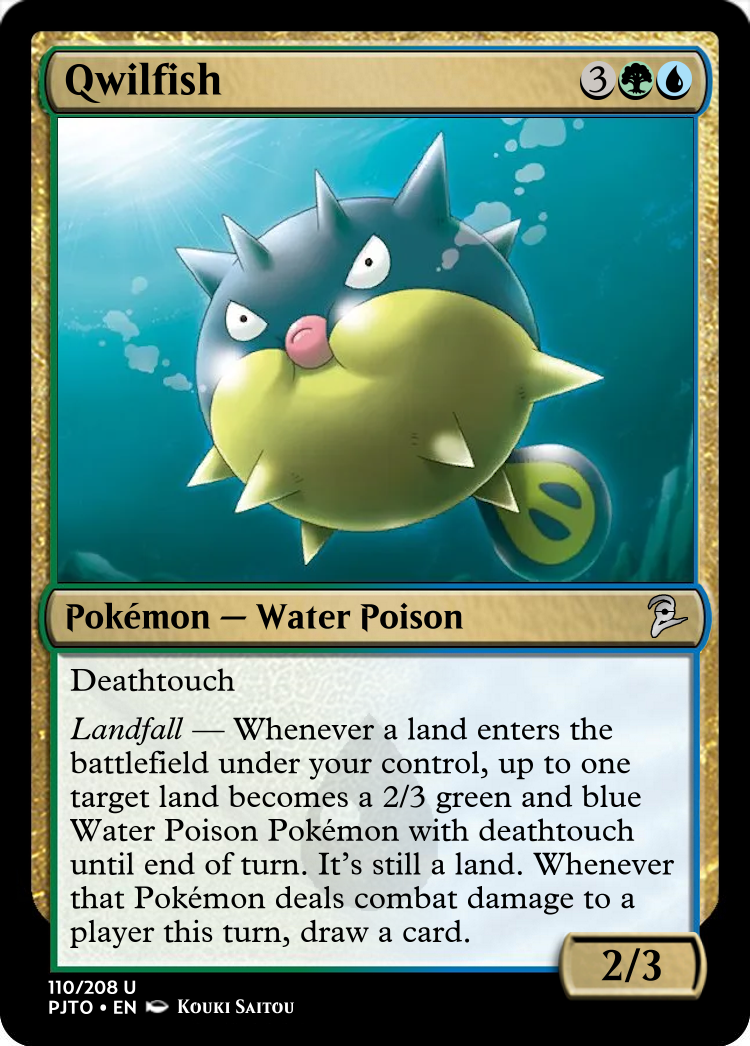 Qwilfish 3
Pokémon — Water Poison
Deathtouch
Landfall — Whenever a land enters the
battlefield under your control, up to one
target land becomes a 2/3 green and blue
Water Poison Pokémon with deathtouch
until end of turn. It's still a land. Whenever
that Pokémon deals combat damage to a
player this turn, draw a card.
2/3
110/208 U
PJTO • EN Kouki Saitou